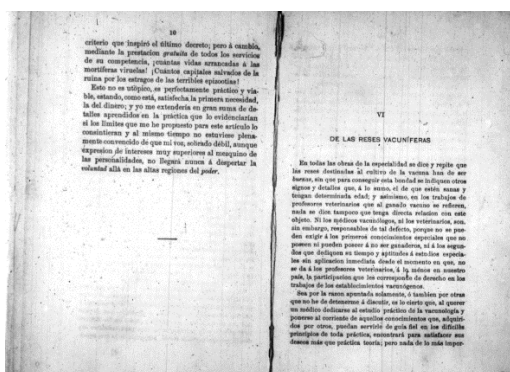 10
criterio que inspiró el último decreto; pero á cambio,
mediante la prestacion gratuita de todos los servicios
de su competencia, ¡cuántas vidas arrancadas á las
mortíferas viruelas! ¡Cuántos capitales salvados de la
ruina por los estragos de las terribles epizootias!
Esto no es utópico, es perfectamente práctico y via-
ble, estando, como está, satisfecha la primera necesidad,
la del dinero; y yo me extendería en gran suma de de-
talles aprendidos en la práctica que lo evidenciarían
si los límites que me he propuesto para este artículo lo
consintieran y al mismo tiempo no estuviese plena-
mente convencido de que mi voz, sobrado débil, aunque
expresion de intereses muy superiores al mezquino de
las personalidades, no llegará nunca á despertar la
voluntad allá en las altas regiones del poder.
VI
DE LAS RESES VACUNÍFERAS
En todas las obras de la especialidad se dice y repite que
las reses destinadas al cultivo de la vacuna han de ser
buenas, sin que para conseguir esta bondad se indiquen otros
signos y detalles que, á lo sumo, el de que estén sanas y
tengan determinada edad; y asimismo, en los trabajos de
profesores veterinarios que al ganado vacuno se refieren,
nada se dice tampoco que tenga directa relacion con este
objeto. Ni los médicos vacunólogos, ni los veterinarios, son,
sin embargo, responsables de tal defecto, porque no se pue-
den exigir á los primeros conocimientos especiales que no
poseen ni pueden poseer á no ser ganaderos, ni á los segun-
dos que dediquen su tiempo y aptitudes á estudios especia-
les sin aplicacion inmediata desde el momento en que, no
se da á los profesores veterinarios, á lo ménos en nuestro
país, la participacion que les corresponde de derecho en los
trabajos de los establecimientos vacunógenos.
Sea por la razon apuntada solamente, ó tambien por otras
que no he de detenerme á discutir, es lo cierto que, al querer
un médico dedicarse al estudio práctico de la vacunología y
ponerse al corriente de aquellos conocimientos que, adquiri-
dos por otros, puedan servirle de guía fiel en los difíciles
principios de toda práctica, encontrará para satisfacer sus
deseos más que práctica teoría; pero nada de lo más impor-